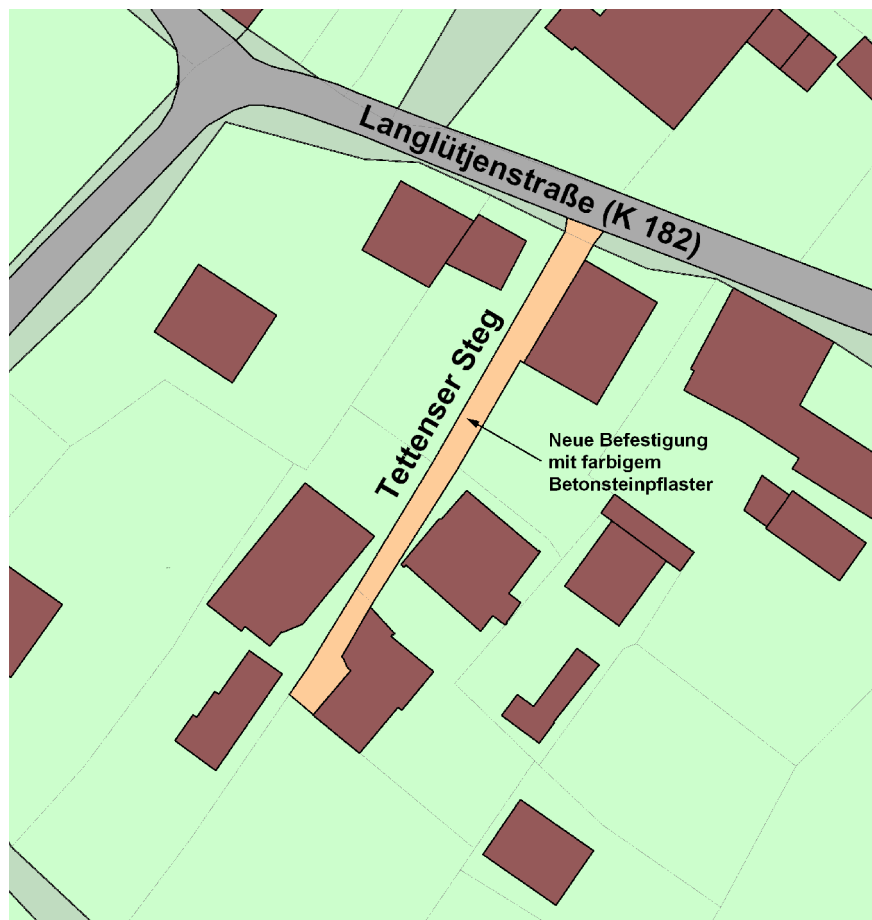 Langlütjenstraße (K 182)
Tettenser Steg
Neue Befestigung
mit farbigem
Betonsteinpflaster